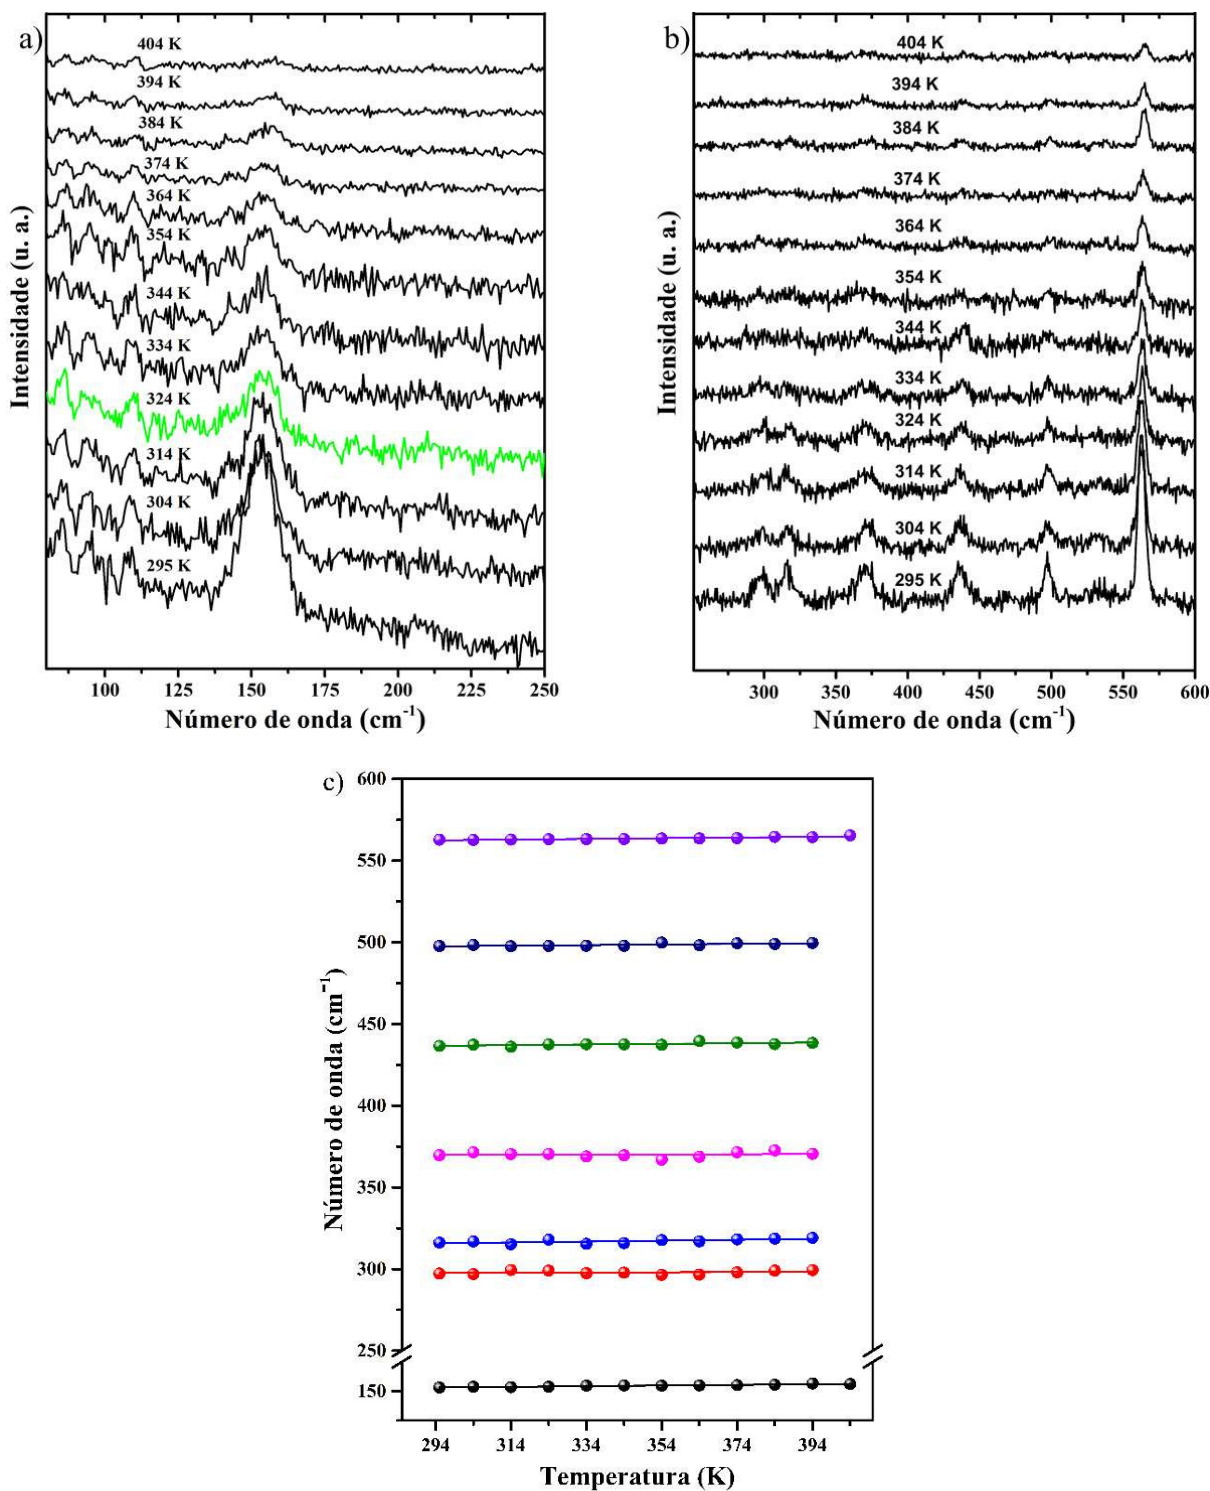 a)
404 K
394 K
384 K
374 K
364 K
354 K
344 K
334 K
324 K
314 K
304 K
295 K
Intensidade (u. a.)
100 125 150 175 200 225 250
Número de onda (cm⁻¹)
b)
404 K
394 K
384 K
374 K
364 K
354 K
344 K
334 K
324 K
314 K
304 K
295 K
Intensidade (u. a.)
300 350 400 450 500 550 600
Número de onda (cm⁻¹)
c)
600
550
500
450
400
350
300
250
150
Número de onda (cm⁻¹)
294 314 334 354 374 394
Temperatura (K)